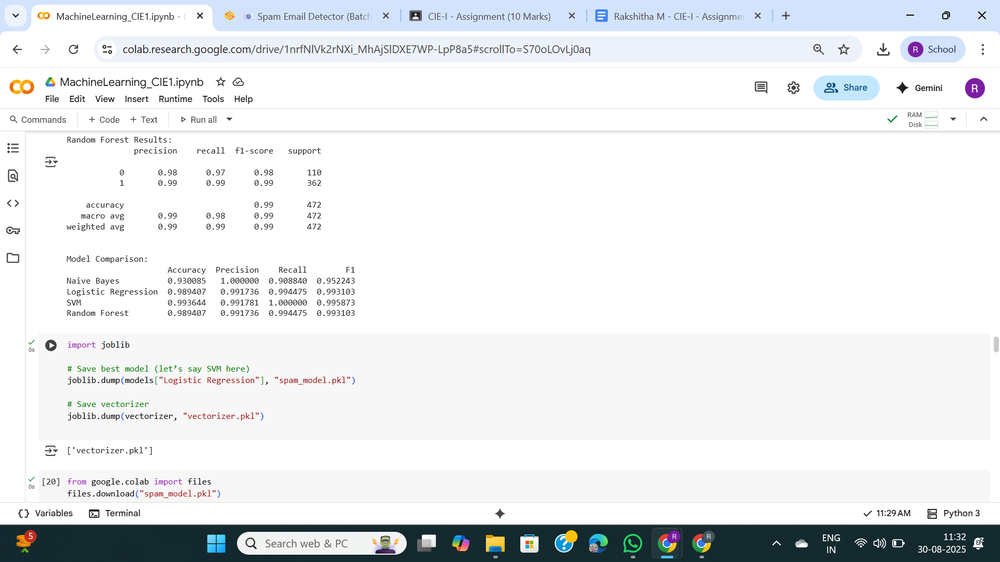 MachineLearning_CIE1.ipynb - C
Spam Email Detector (Batch
CIE-I - Assignment (10 Marks)
Rakshitha M - CIE-I - Assignmen
colab.research.google.com/drive/1nrfNlVk2rNXi_MhAjSlDXE7WP-LpP8a5#scrollTo=S70oLOvLj0aq
R School
MachineLearning_CIE1.ipynb
File Edit View Insert Runtime Tools Help
Share
Gemini
R
Commands + Code + Text Run all
RAM
Disk
Random Forest Results:
precision recall f1-score support
0 0.98 0.97 0.98 110
1 0.99 0.99 0.99 362
accuracy 0.99 472
macro avg 0.99 0.98 0.99 472
weighted avg 0.99 0.99 0.99 472
Model Comparison:
Accuracy Precision Recall F1
Naive Bayes 0.930085 1.000000 0.908840 0.952243
Logistic Regression 0.989407 0.991736 0.994475 0.993103
SVM 0.993644 0.991781 1.000000 0.995873
Random Forest 0.989407 0.991736 0.994475 0.993103
0s
import joblib
# Save best model (let’s say SVM here)
joblib.dump(models["Logistic Regression"], "spam_model.pkl")
# Save vectorizer
joblib.dump(vectorizer, "vectorizer.pkl")
['vectorizer.pkl']
0s
[20] from google.colab import files
files.download("spam_model.pkl")
{} Variables Terminal
11:29 AM Python 3
5
Search web & PC
R
R
ENG
IN
11:32
30-08-2025